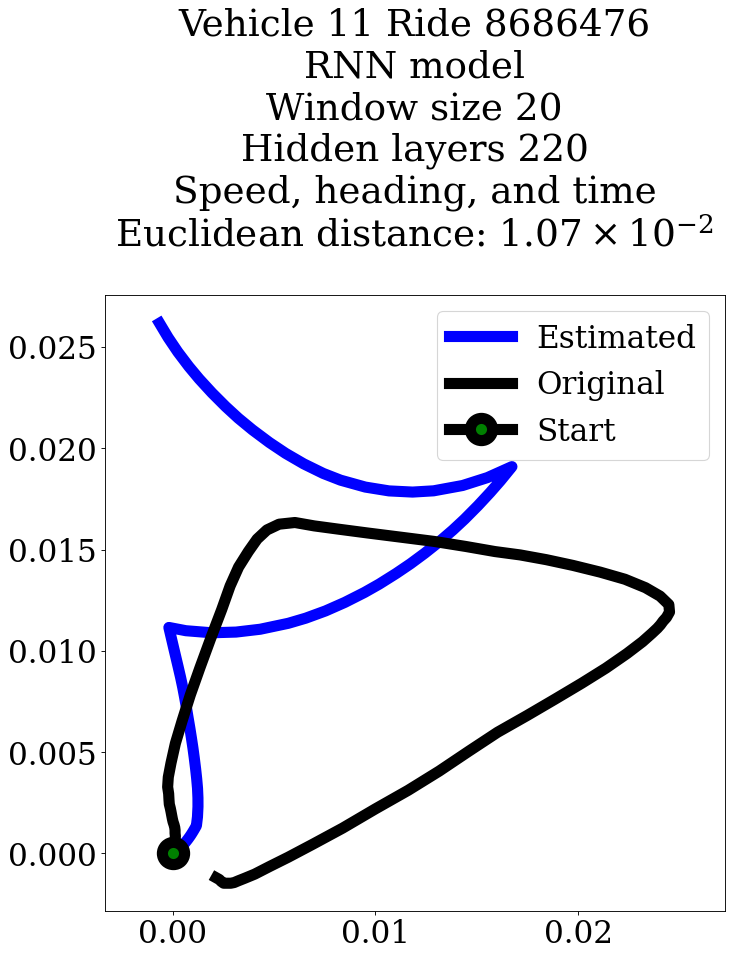 Vehicle 11 Ride 8686476
RNN model
Window size 20
Hidden layers 220
Speed, heading, and time
Euclidean distance: 1.07 × 10⁻²
Estimated
Original
Start
0.025
0.020
0.015
0.010
0.005
0.000
0.00 0.01 0.02